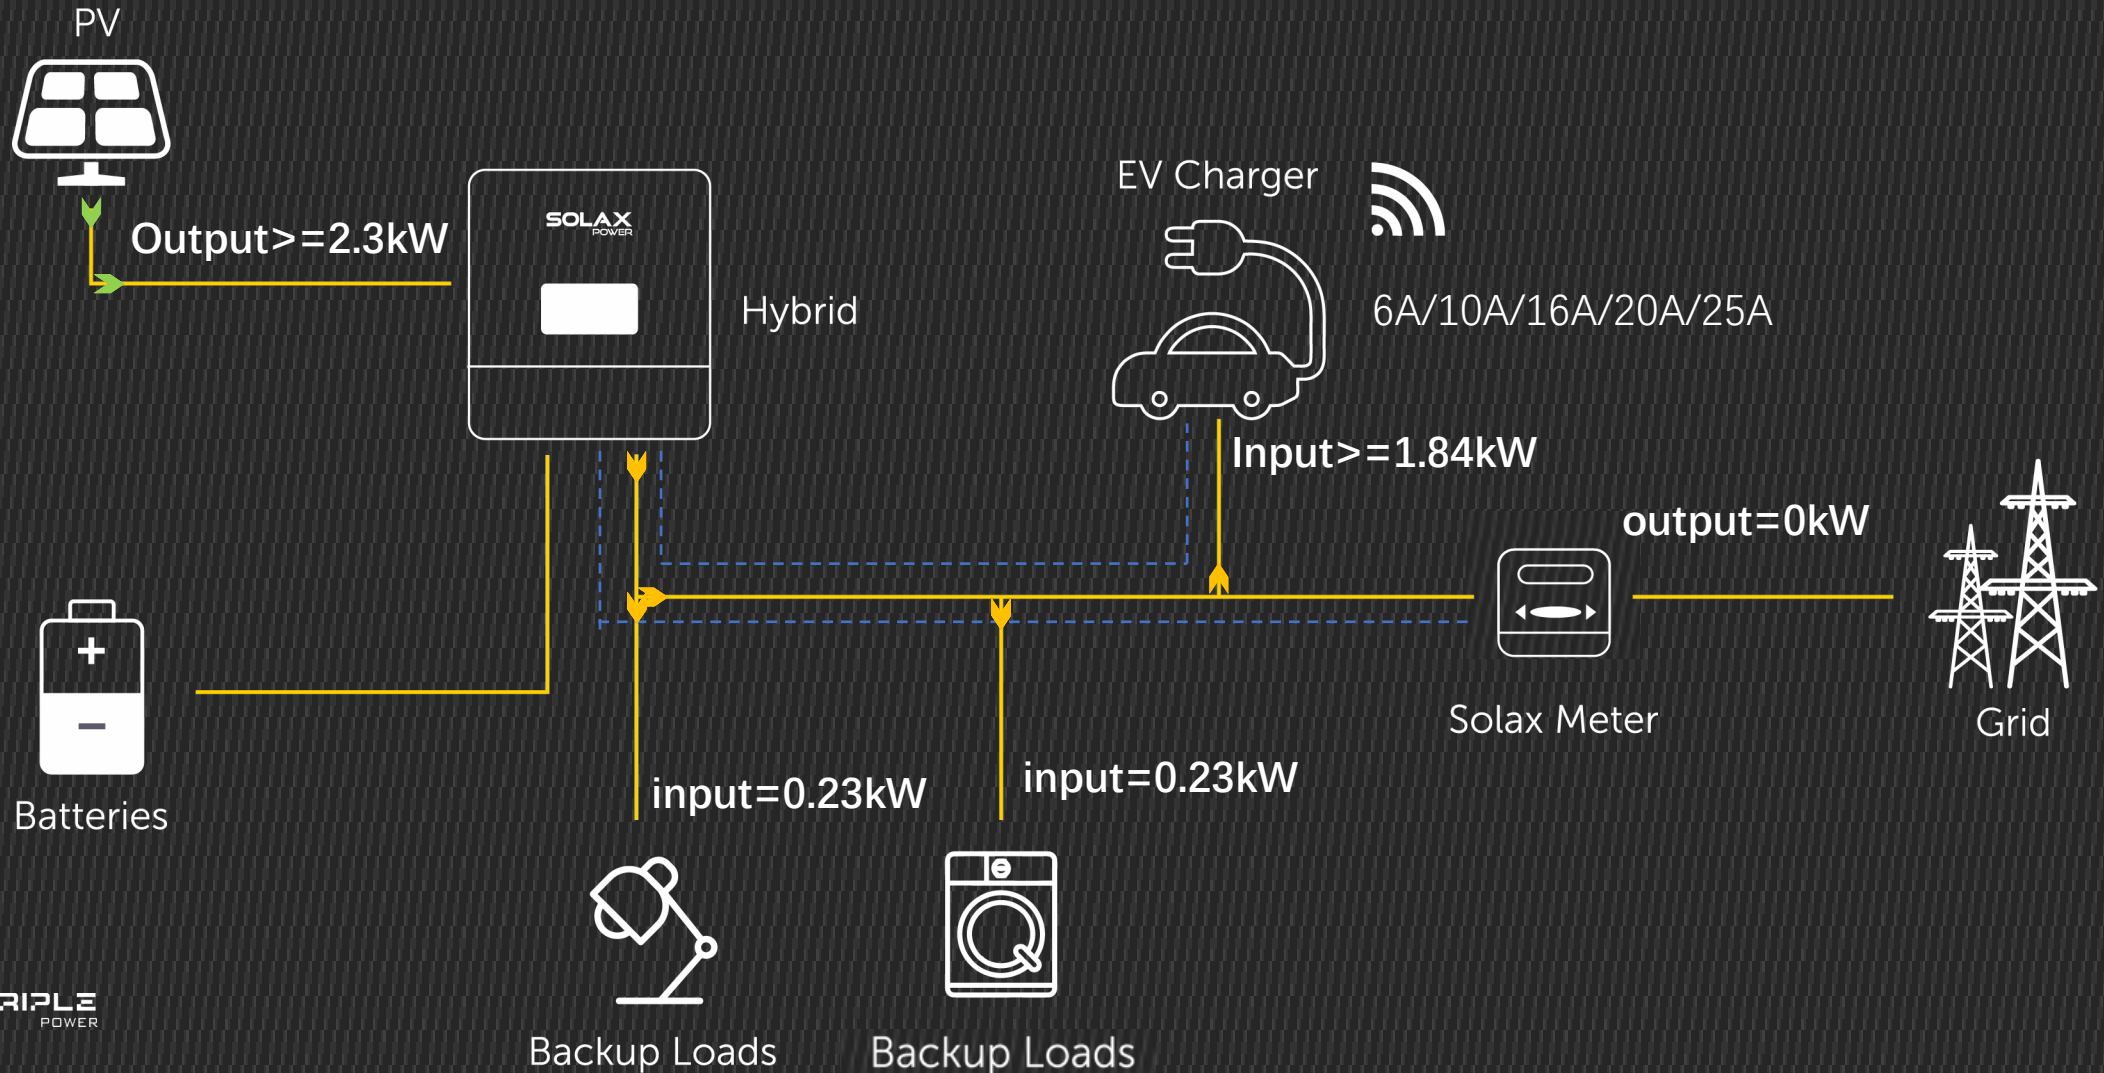 PV
Output>=2.3kW
SOLAX
POWER
Hybrid
EV Charger
6A/10A/16A/20A/25A
Input>=1.84kW
output=0kW
Solax Meter
Grid
+
−
Batteries
input=0.23kW
input=0.23kW
RIPLE
POWER
Backup Loads
Backup Loads